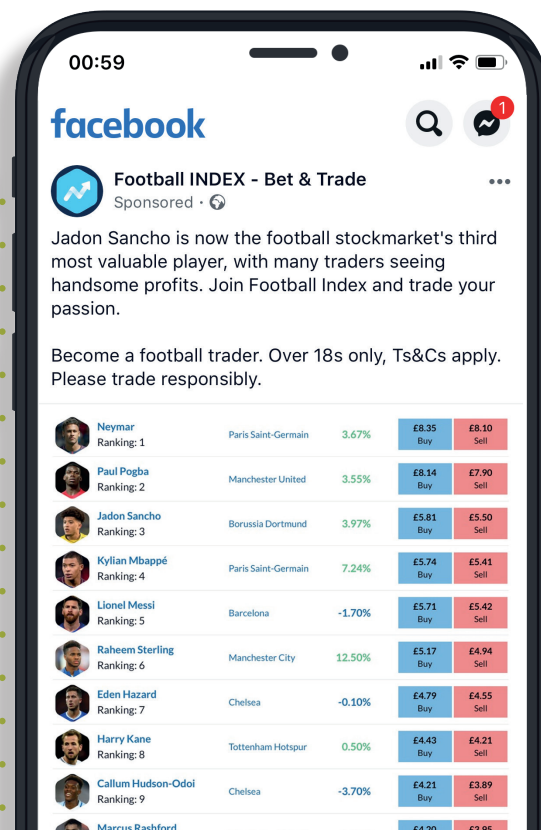 00:59
facebook
1
Football INDEX - Bet & Trade
Sponsored ·
Jadon Sancho is now the football stockmarket's third
most valuable player, with many traders seeing
handsome profits. Join Football Index and trade your
passion.
Become a football trader. Over 18s only, Ts&Cs apply.
Please trade responsibly.
Neymar
Ranking: 1
Paris Saint-Germain
3.67%
£8.35
Buy
£8.10
Sell
Paul Pogba
Ranking: 2
Manchester United
3.55%
£8.14
Buy
£7.90
Sell
Jadon Sancho
Ranking: 3
Borussia Dortmund
3.97%
£5.81
Buy
£5.50
Sell
Kylian Mbappé
Ranking: 4
Paris Saint-Germain
7.24%
£5.74
Buy
£5.41
Sell
Lionel Messi
Ranking: 5
Barcelona
-1.70%
£5.71
Buy
£5.42
Sell
Raheem Sterling
Ranking: 6
Manchester City
12.50%
£5.17
Buy
£4.94
Sell
Eden Hazard
Ranking: 7
Chelsea
-0.10%
£4.79
Buy
£4.55
Sell
Harry Kane
Ranking: 8
Tottenham Hotspur
0.50%
£4.43
Buy
£4.21
Sell
Callum Hudson-Odoi
Ranking: 9
Chelsea
-3.70%
£4.21
Buy
£3.89
Sell
Marcus Rashford
£4.20
£3.95